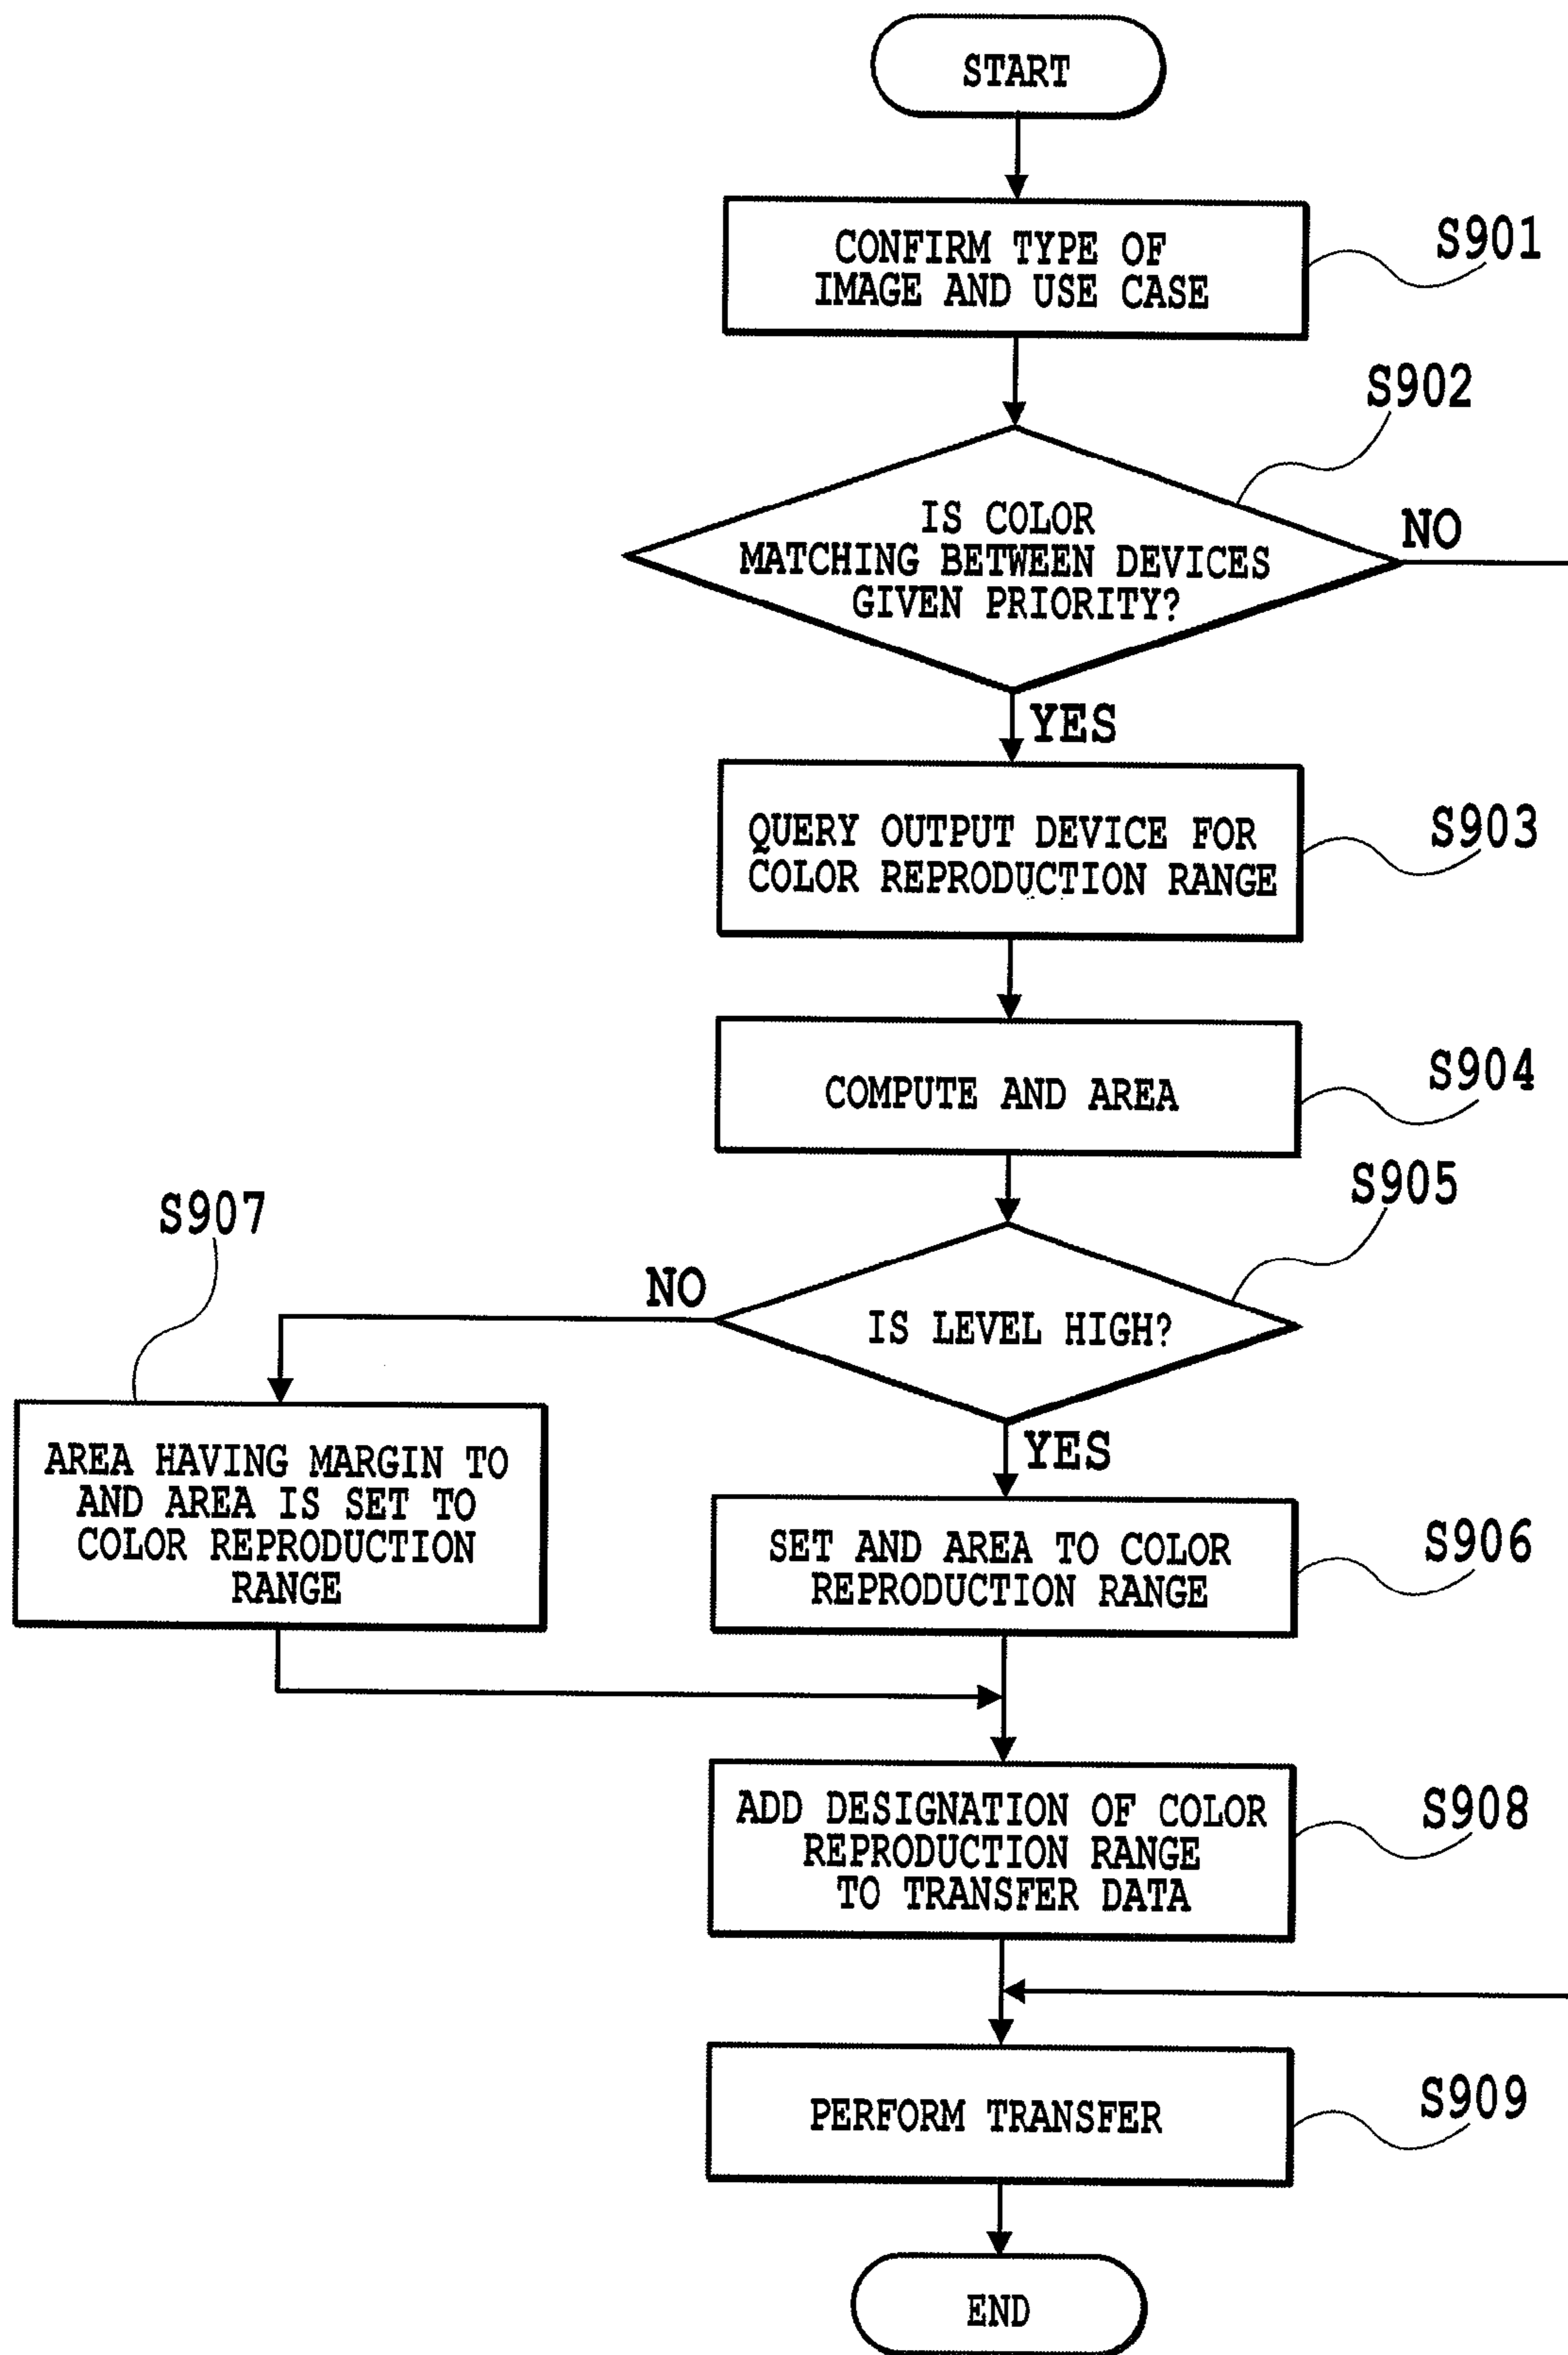 START
CONFIRM TYPE OF
IMAGE AND USE CASE
S901
S902
IS COLOR
MATCHING BETWEEN DEVICES
GIVEN PRIORITY?
NO
YES
QUERY OUTPUT DEVICE FOR
COLOR REPRODUCTION RANGE
S903
COMPUTE AND AREA
S904
S905
IS LEVEL HIGH?
NO
YES
S907
AREA HAVING MARGIN TO
AND AREA IS SET TO
COLOR REPRODUCTION
RANGE
SET AND AREA TO COLOR
REPRODUCTION RANGE
S906
ADD DESIGNATION OF COLOR
REPRODUCTION RANGE
TO TRANSFER DATA
S908
PERFORM TRANSFER
S909
END